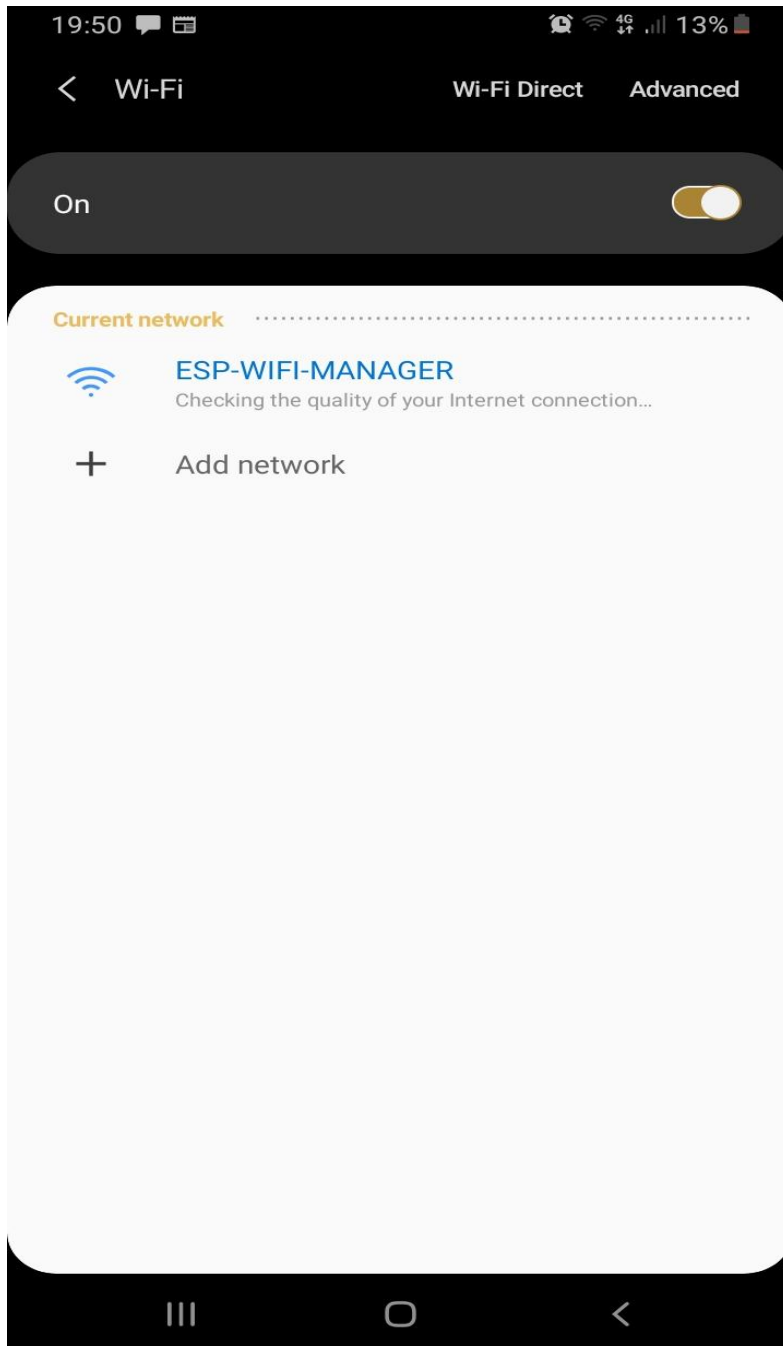 19:50 4G 13%
Wi-Fi Wi-Fi Direct Advanced
On
Current network
ESP-WIFI-MANAGER
Checking the quality of your Internet connection...
Add network